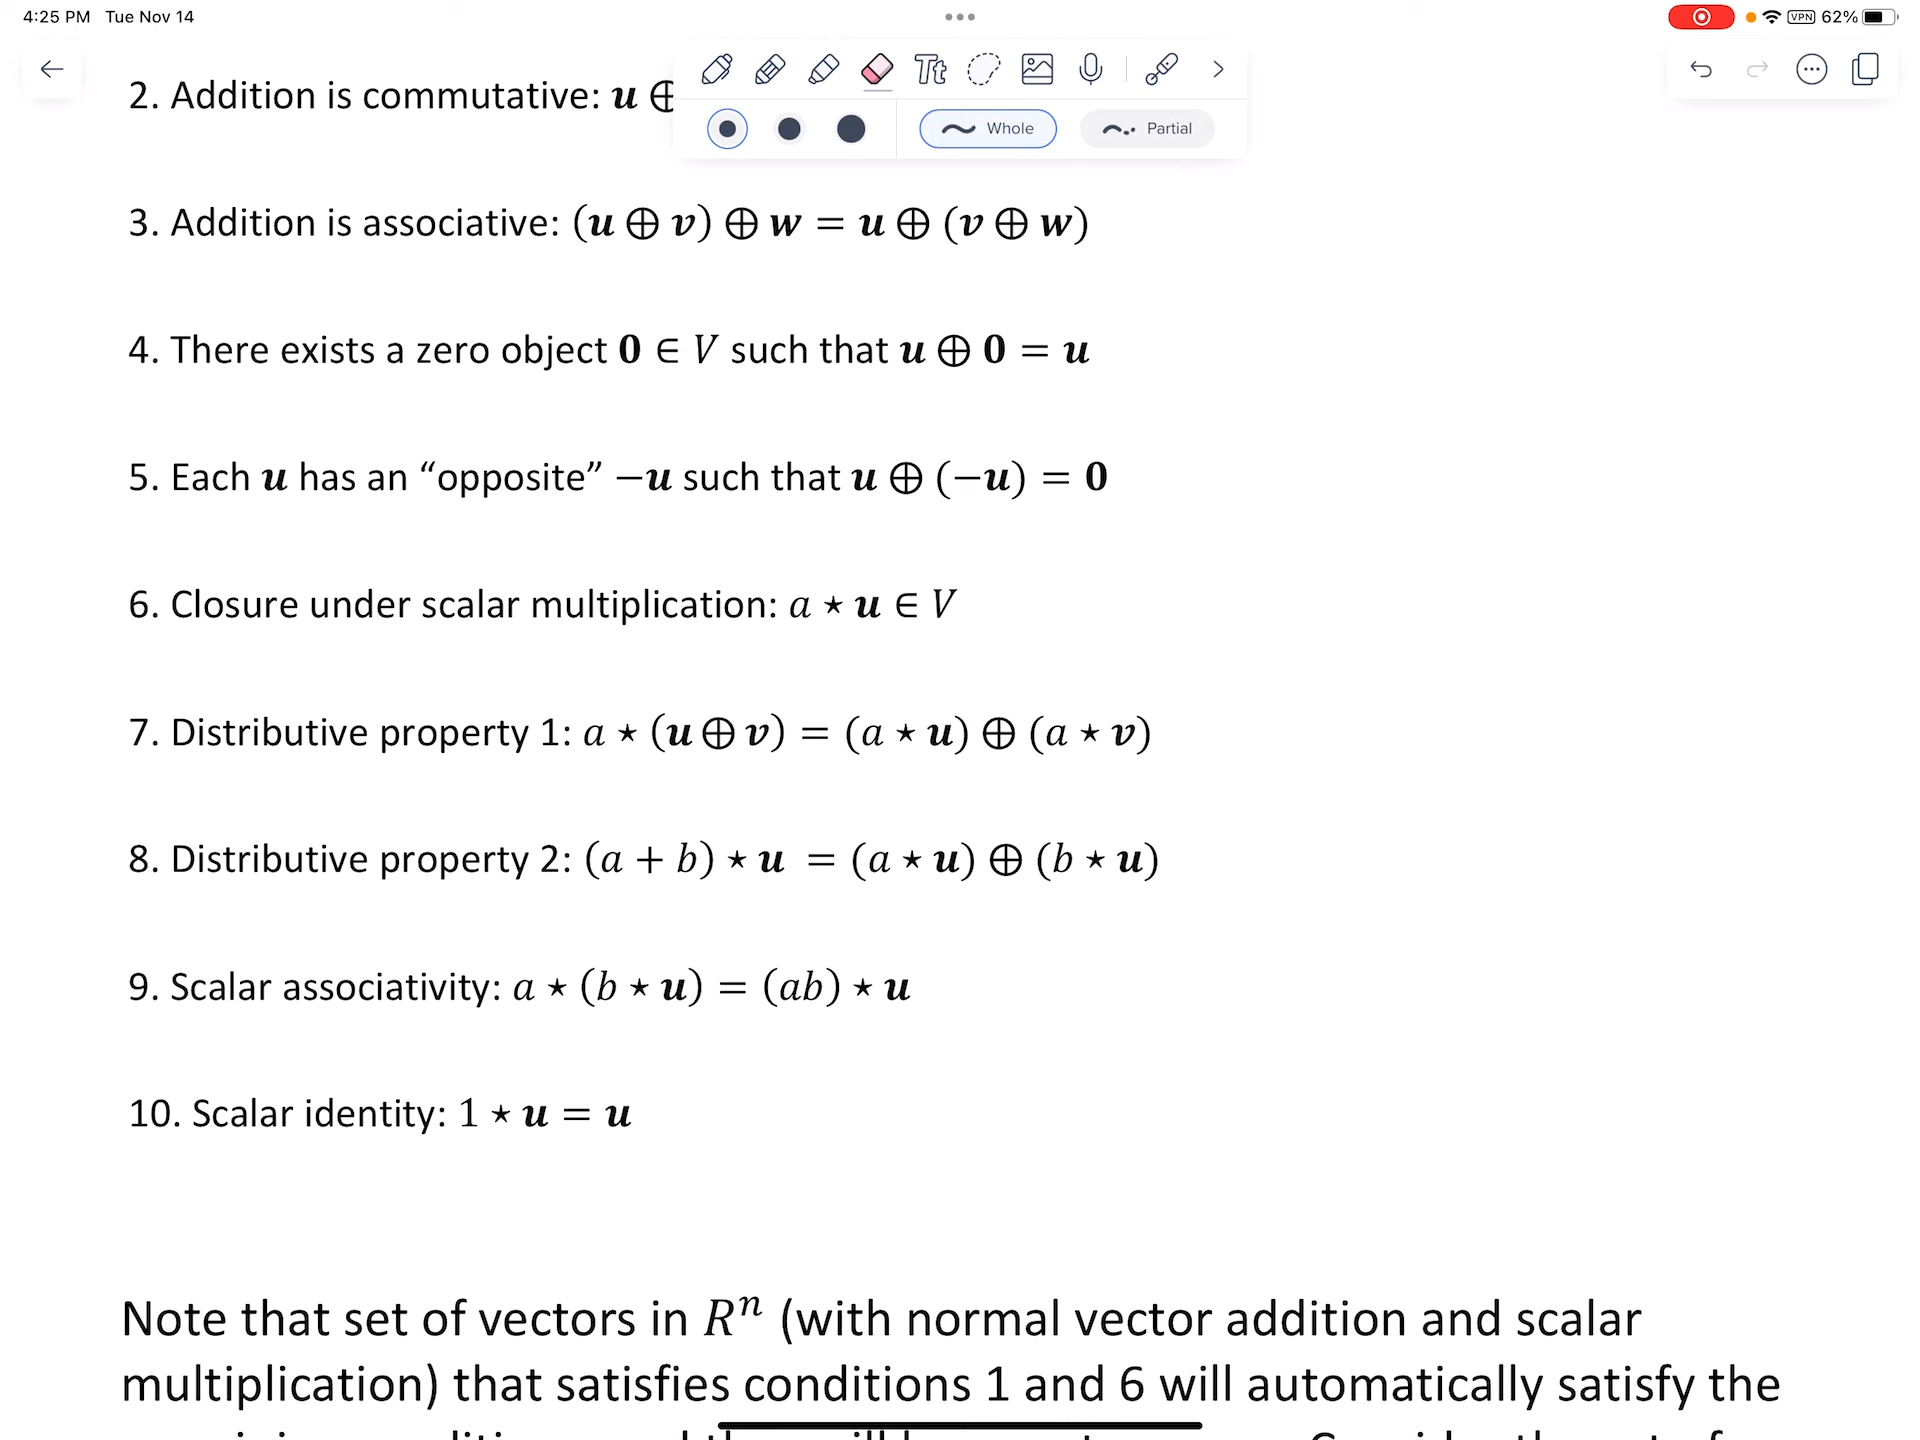 4:25 PM Tue Nov 14
VPN 62%
Tt
Whole Partial
2. Addition is commutative: u ⊕
3. Addition is associative: (u ⊕ v) ⊕ w = u ⊕ (v ⊕ w)
4. There exists a zero object 0 ∈ V such that u ⊕ 0 = u
5. Each u has an “opposite” −u such that u ⊕ (−u) = 0
6. Closure under scalar multiplication: a ⋆ u ∈ V
7. Distributive property 1: a ⋆ (u ⊕ v) = (a ⋆ u) ⊕ (a ⋆ v)
8. Distributive property 2: (a + b) ⋆ u = (a ⋆ u) ⊕ (b ⋆ u)
9. Scalar associativity: a ⋆ (b ⋆ u) = (ab) ⋆ u
10. Scalar identity: 1 ⋆ u = u
Note that set of vectors in Rⁿ (with normal vector addition and scalar
multiplication) that satisfies conditions 1 and 6 will automatically satisfy the